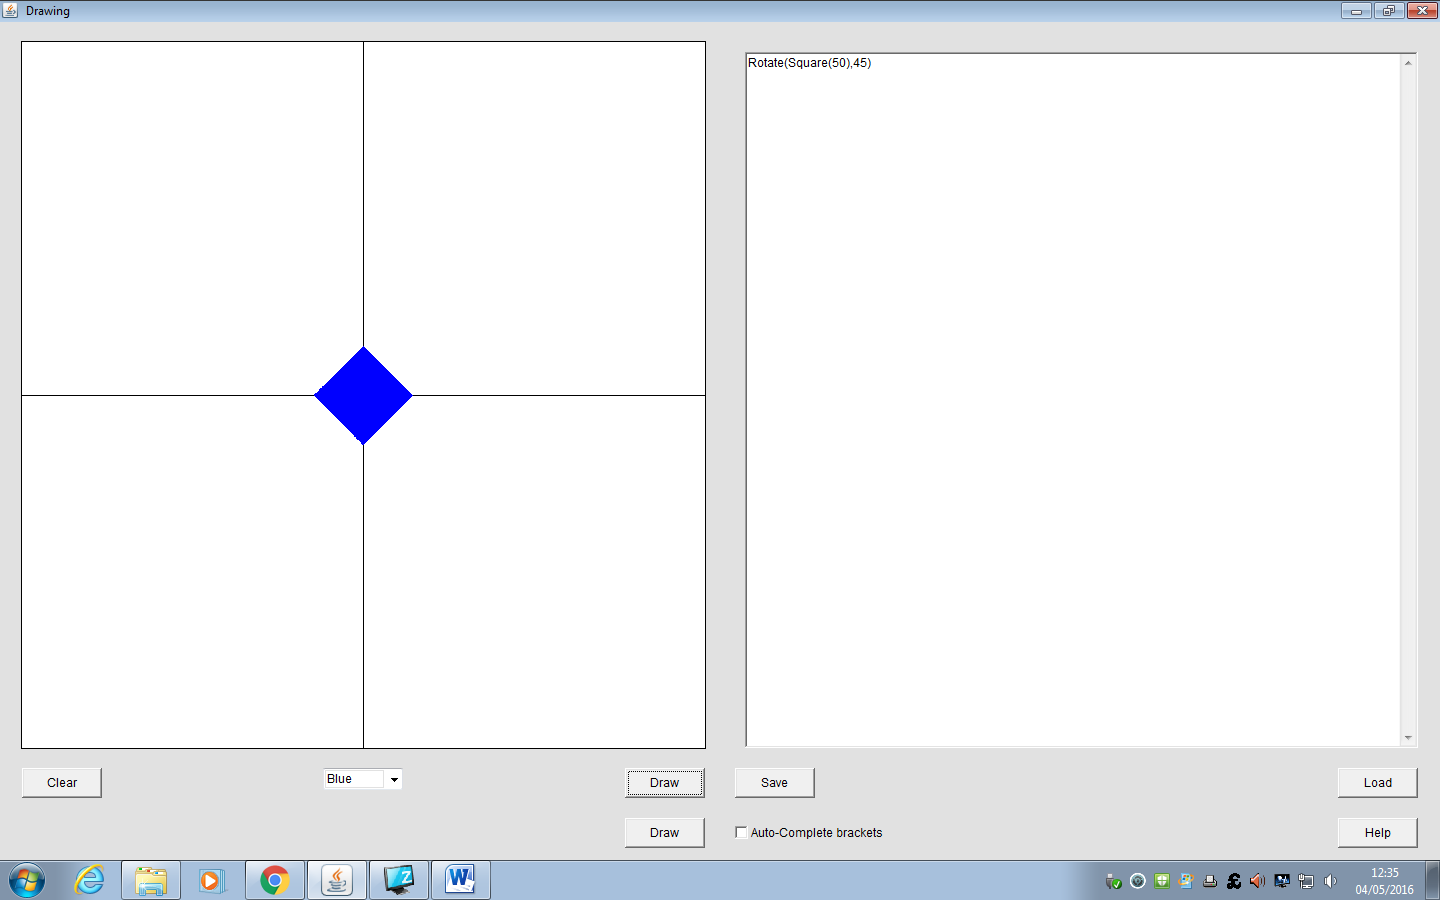 Drawing
Rotate(Square(50),45)
Clear
Blue
Draw
Save
Load
Draw
Auto-Complete brackets
Help
12:35
04/05/2016